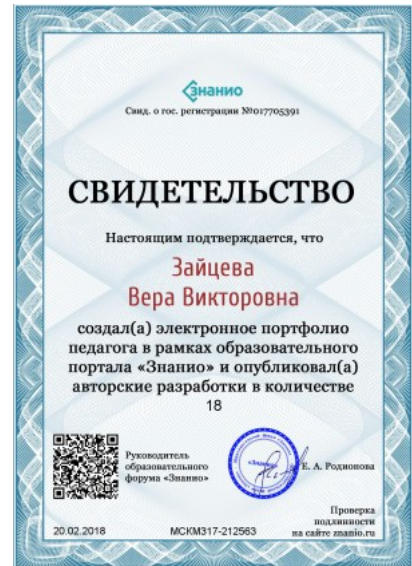 знанио
Свид. о гос. регистрации №017705391
СВИДЕТЕЛЬСТВО
Настоящим подтверждается, что
Зайцева
Вера Викторовна
создал(а) электронное портфолио
педагога в рамках образовательного
портала «Знанио» и опубликовал(а)
авторские разработки в количестве
18
Руководитель
образовательного
форума «Знанио»
«Знанио»
Е. А. Родионова
Проверка
подлинности
на сайте znanio.ru
20.02.2018
МСКМ317-212563